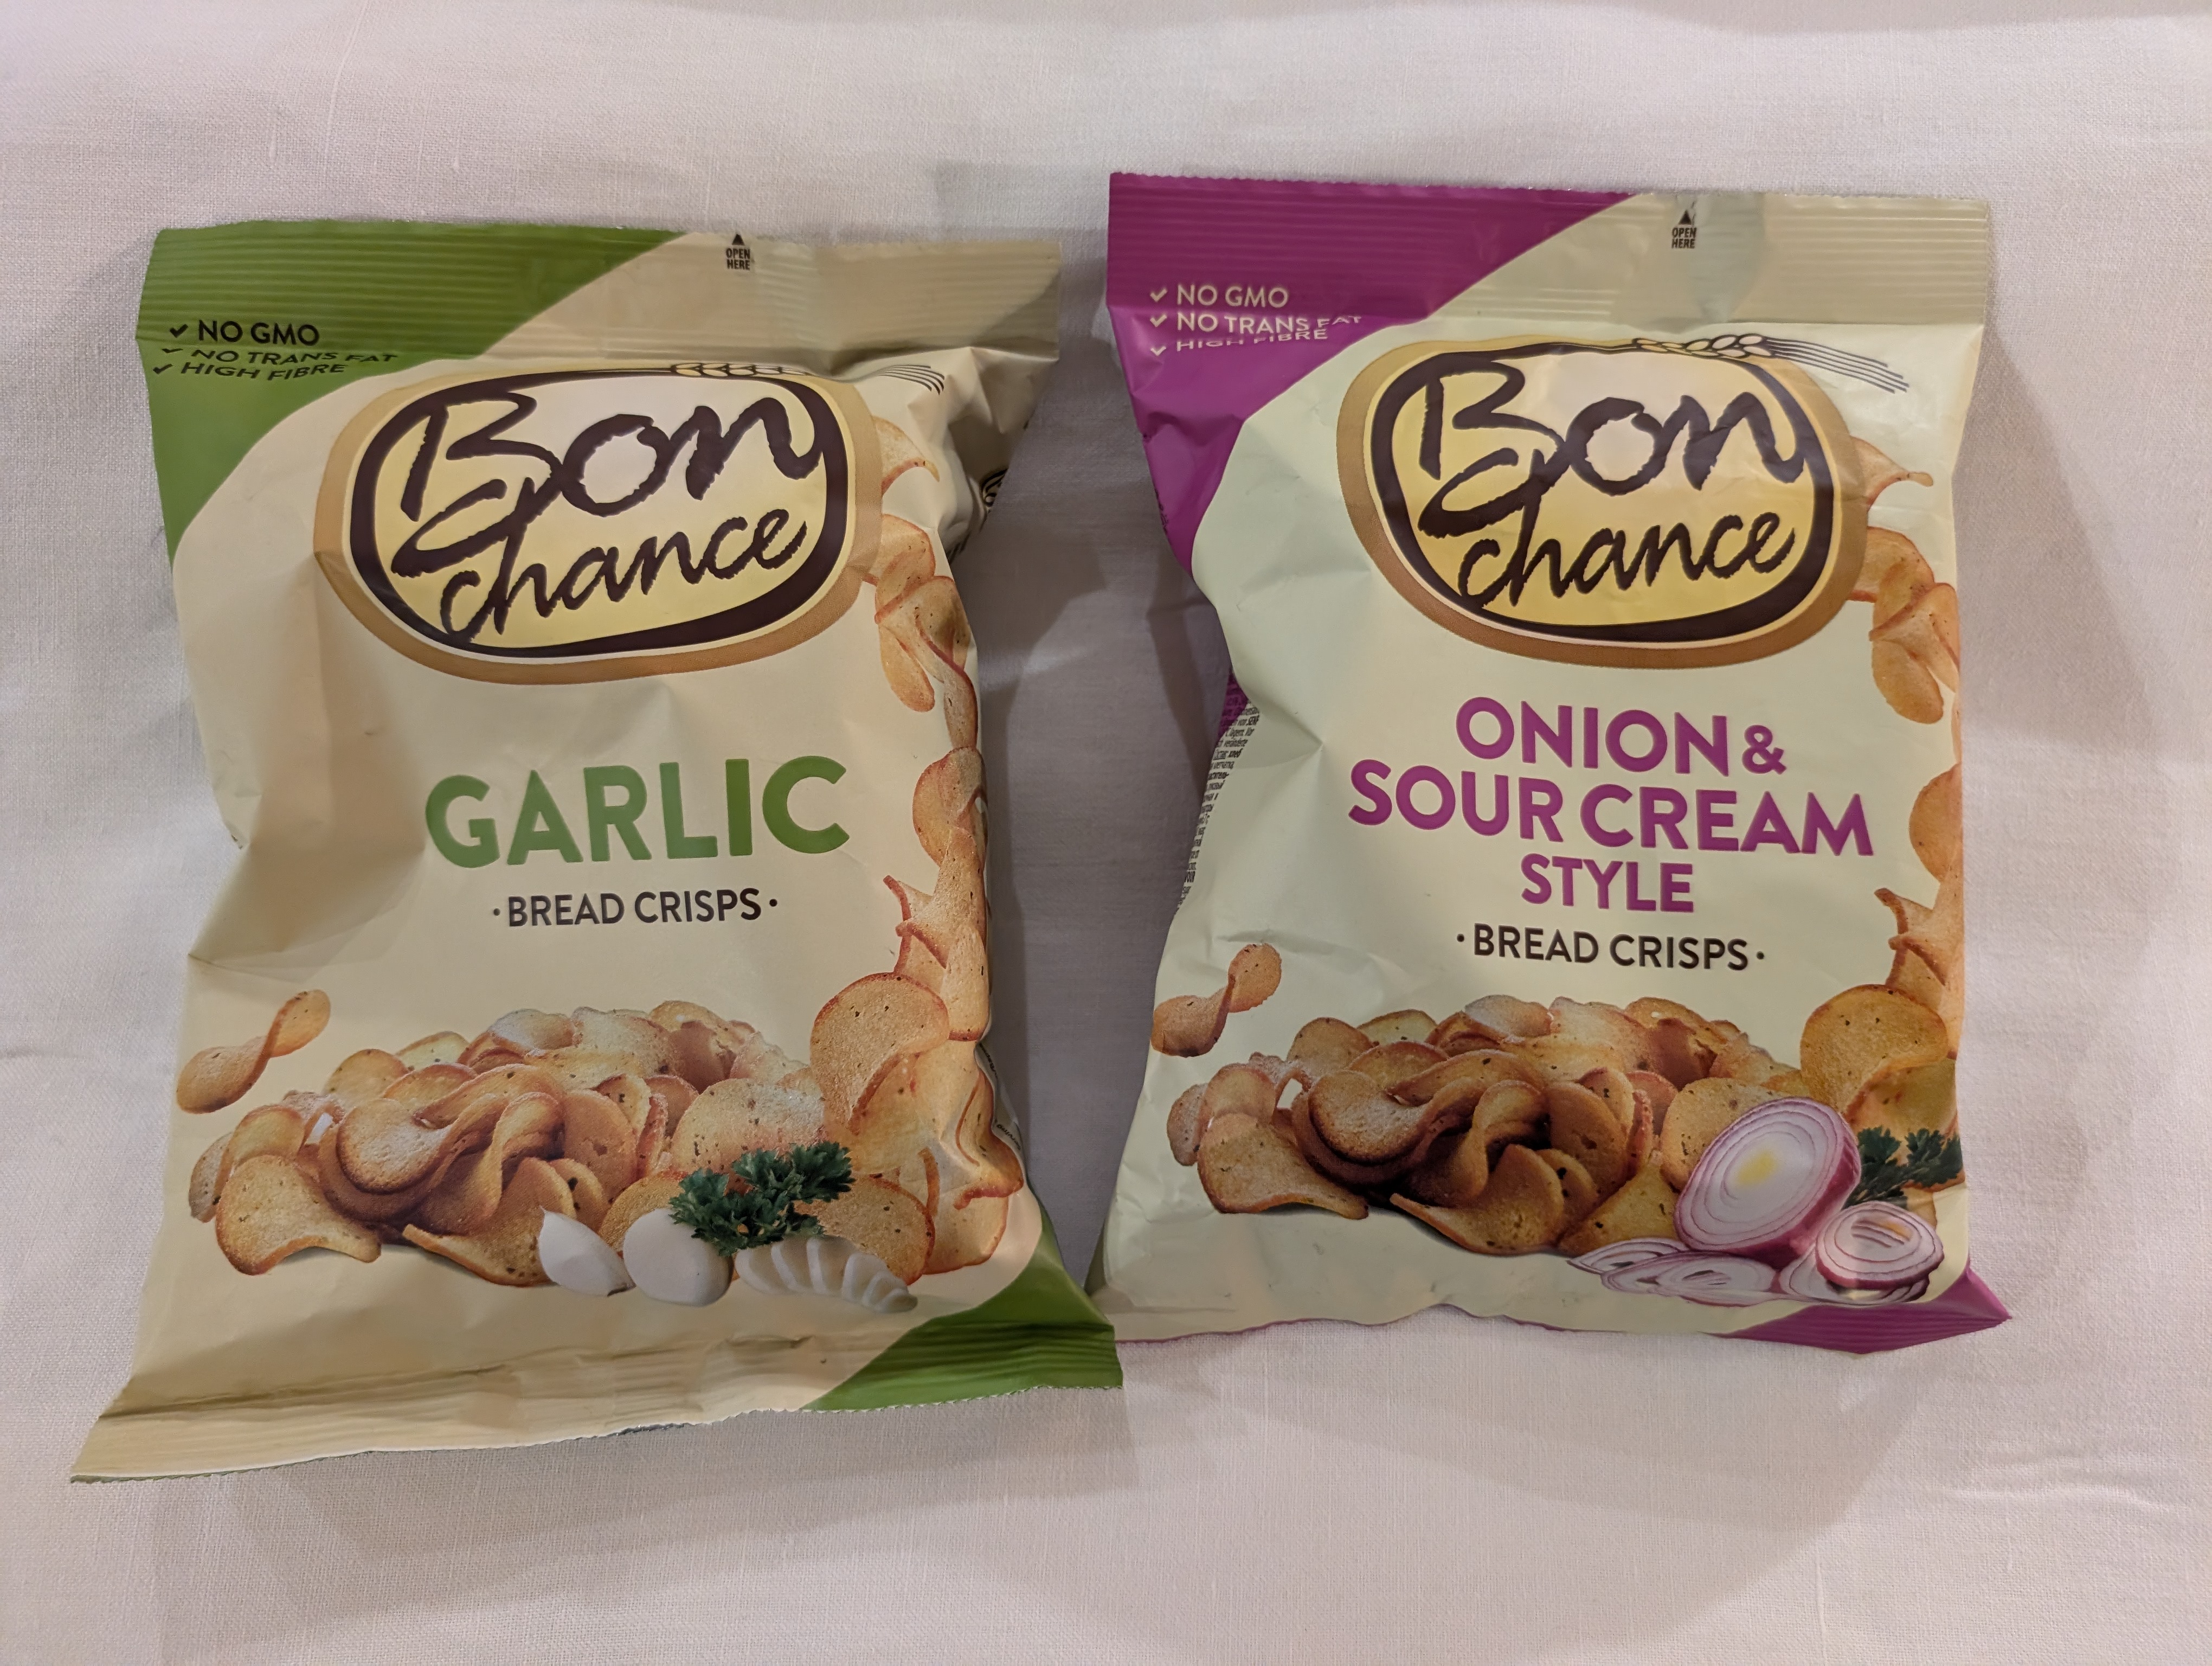 OPEN
HERE
NO GMO
NO TRANS FAT
HIGH FIBRE
Bon
chance
GARLIC
·BREAD CRISPS·
OPEN
HERE
NO GMO
NO TRANS FAT
HIGH FIBRE
Bon
chance
ONION &
SOUR CREAM
STYLE
·BREAD CRISPS·